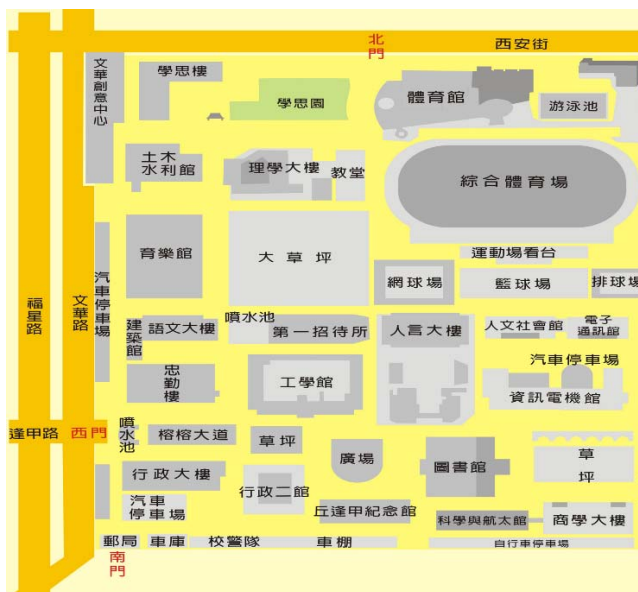 北門
西安街
文華創意中心
學思樓
學思園
體育館
游泳池
土木
水利館
理學大樓
教堂
綜合體育場
育樂館
大草坪
運動場看台
網球場
籃球場
排球場
汽車停車場
福星路
文華路
建築館
語文大樓
噴水池
第一招待所
人言大樓
人文社會館
電子
通訊館
忠勤樓
工學館
汽車停車場
資訊電機館
逢甲路
西門
噴水池
榕榕大道
草坪
廣場
圖書館
草坪
行政大樓
行政二館
汽車
停車場
丘逢甲紀念館
科學與航太館
商學大樓
郵局
車庫
校警隊
車棚
自行車停車場
南門